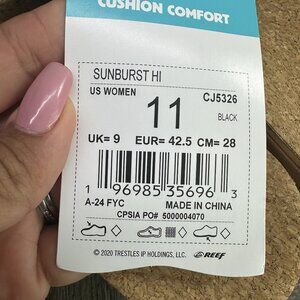 CUSHION COMFORT
SUNBURST HI
US WOMEN
11
CJ5326
BLACK
UK= 9 EUR= 42.5 CM= 28
1 96985 35696 3
A-24 FYC MADE IN CHINA
CPSIA PO# 5000004070
© 2020 TRESTLES IP HOLDINGS, LLC. REEF